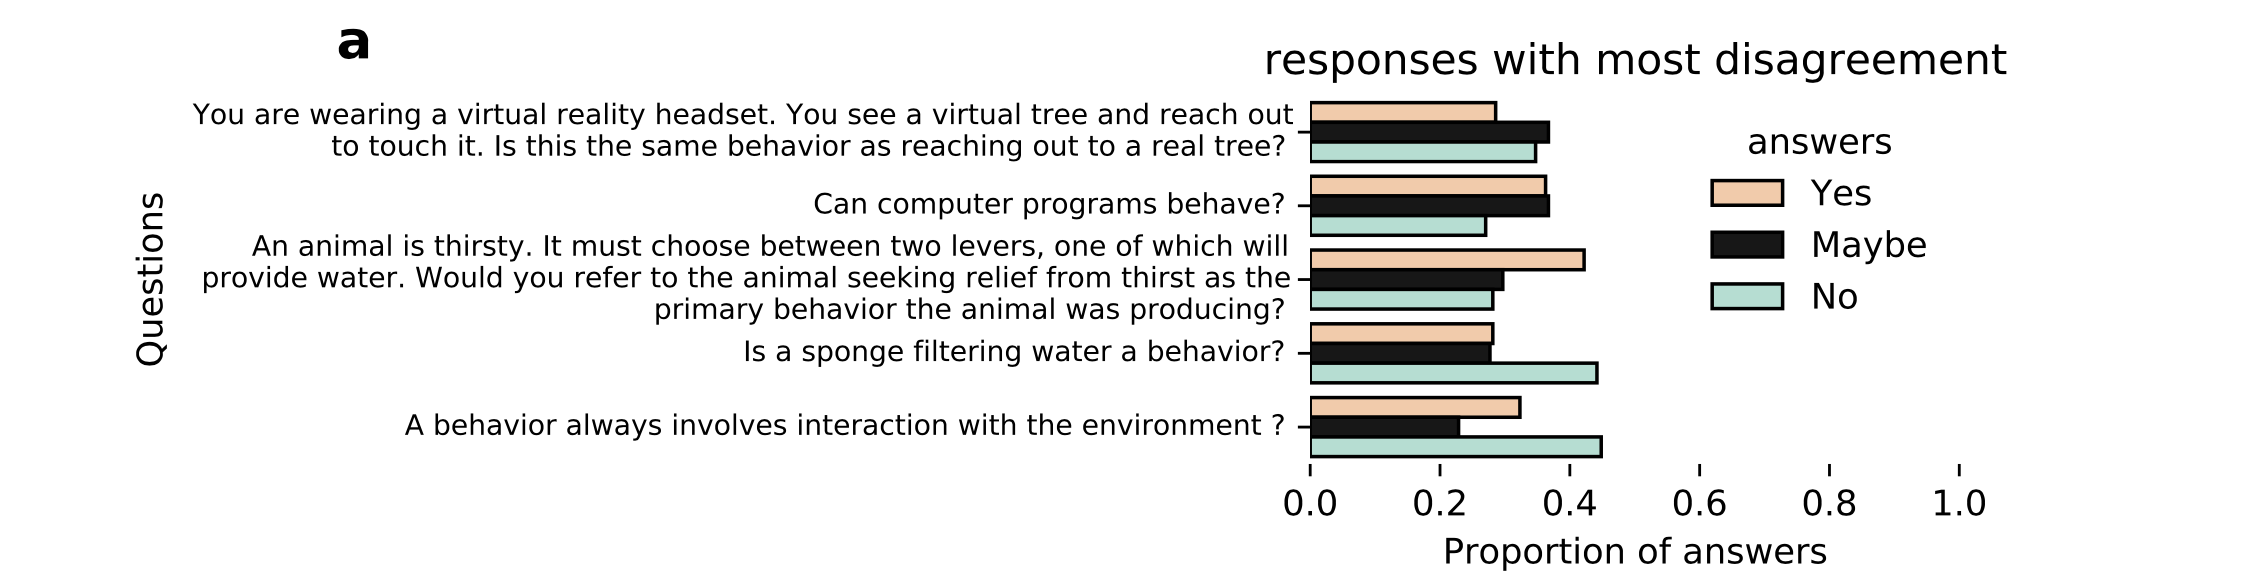 a
responses with most disagreement
You are wearing a virtual reality headset. You see a virtual tree and reach out
to touch it. Is this the same behavior as reaching out to a real tree?
Can computer programs behave?
An animal is thirsty. It must choose between two levers, one of which will
provide water. Would you refer to the animal seeking relief from thirst as the
primary behavior the animal was producing?
Is a sponge filtering water a behavior?
A behavior always involves interaction with the environment ?
Questions
answers
Yes
Maybe
No
0.0 0.2 0.4 0.6 0.8 1.0
Proportion of answers